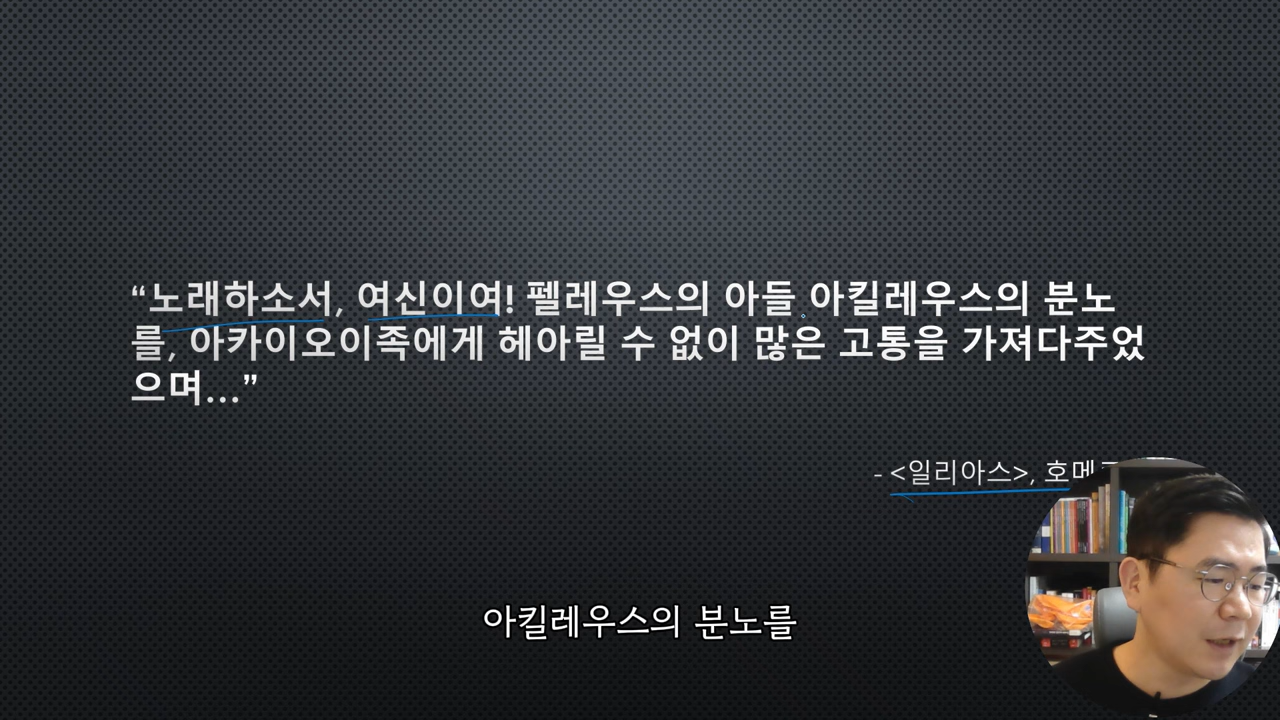 “노래하소서, 여신이여! 펠레우스의 아들 아킬레우스의 분노
를, 아카이오이족에게 헤아릴 수 없이 많은 고통을 가져다주었
으며…”
- <일리아스>, 호메
아킬레우스의 분노를